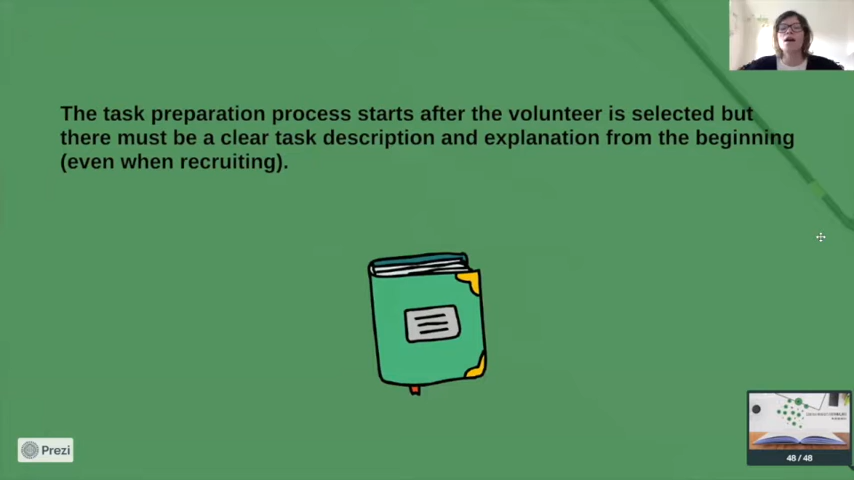 The task preparation process starts after the volunteer is selected but
there must be a clear task description and explanation from the beginning
(even when recruiting).
Prezi
48 / 48